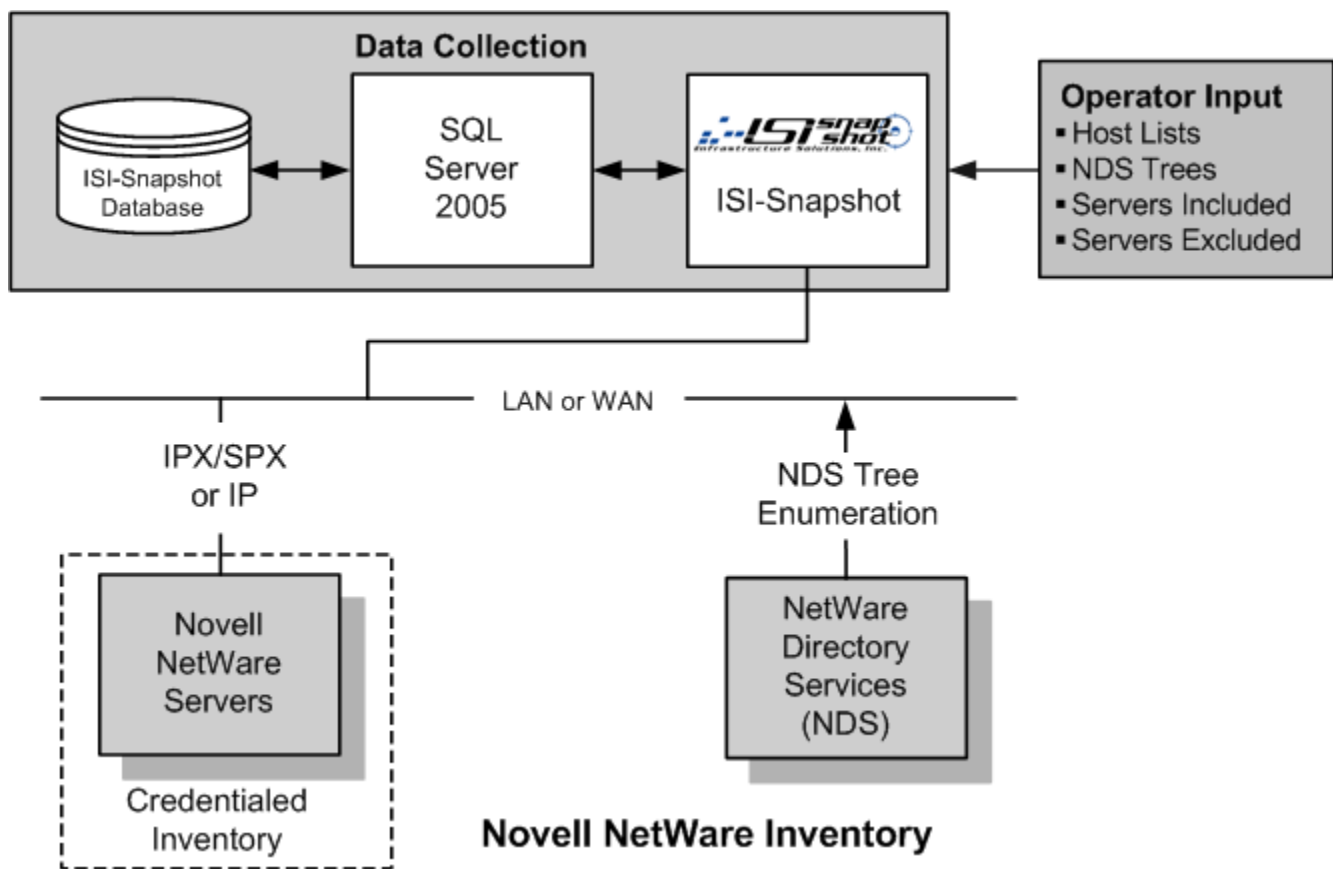 Data Collection
ISI-Snapshot
Database
SQL
Server
2005
ISI snap
shot
Infrastructure Solutions, Inc.
ISI-Snapshot
Operator Input
▪ Host Lists
▪ NDS Trees
▪ Servers Included
▪ Servers Excluded
LAN or WAN
IPX/SPX
or IP
NDS Tree
Enumeration
Novell
NetWare
Servers
Credentialed
Inventory
NetWare
Directory
Services
(NDS)
Novell NetWare Inventory